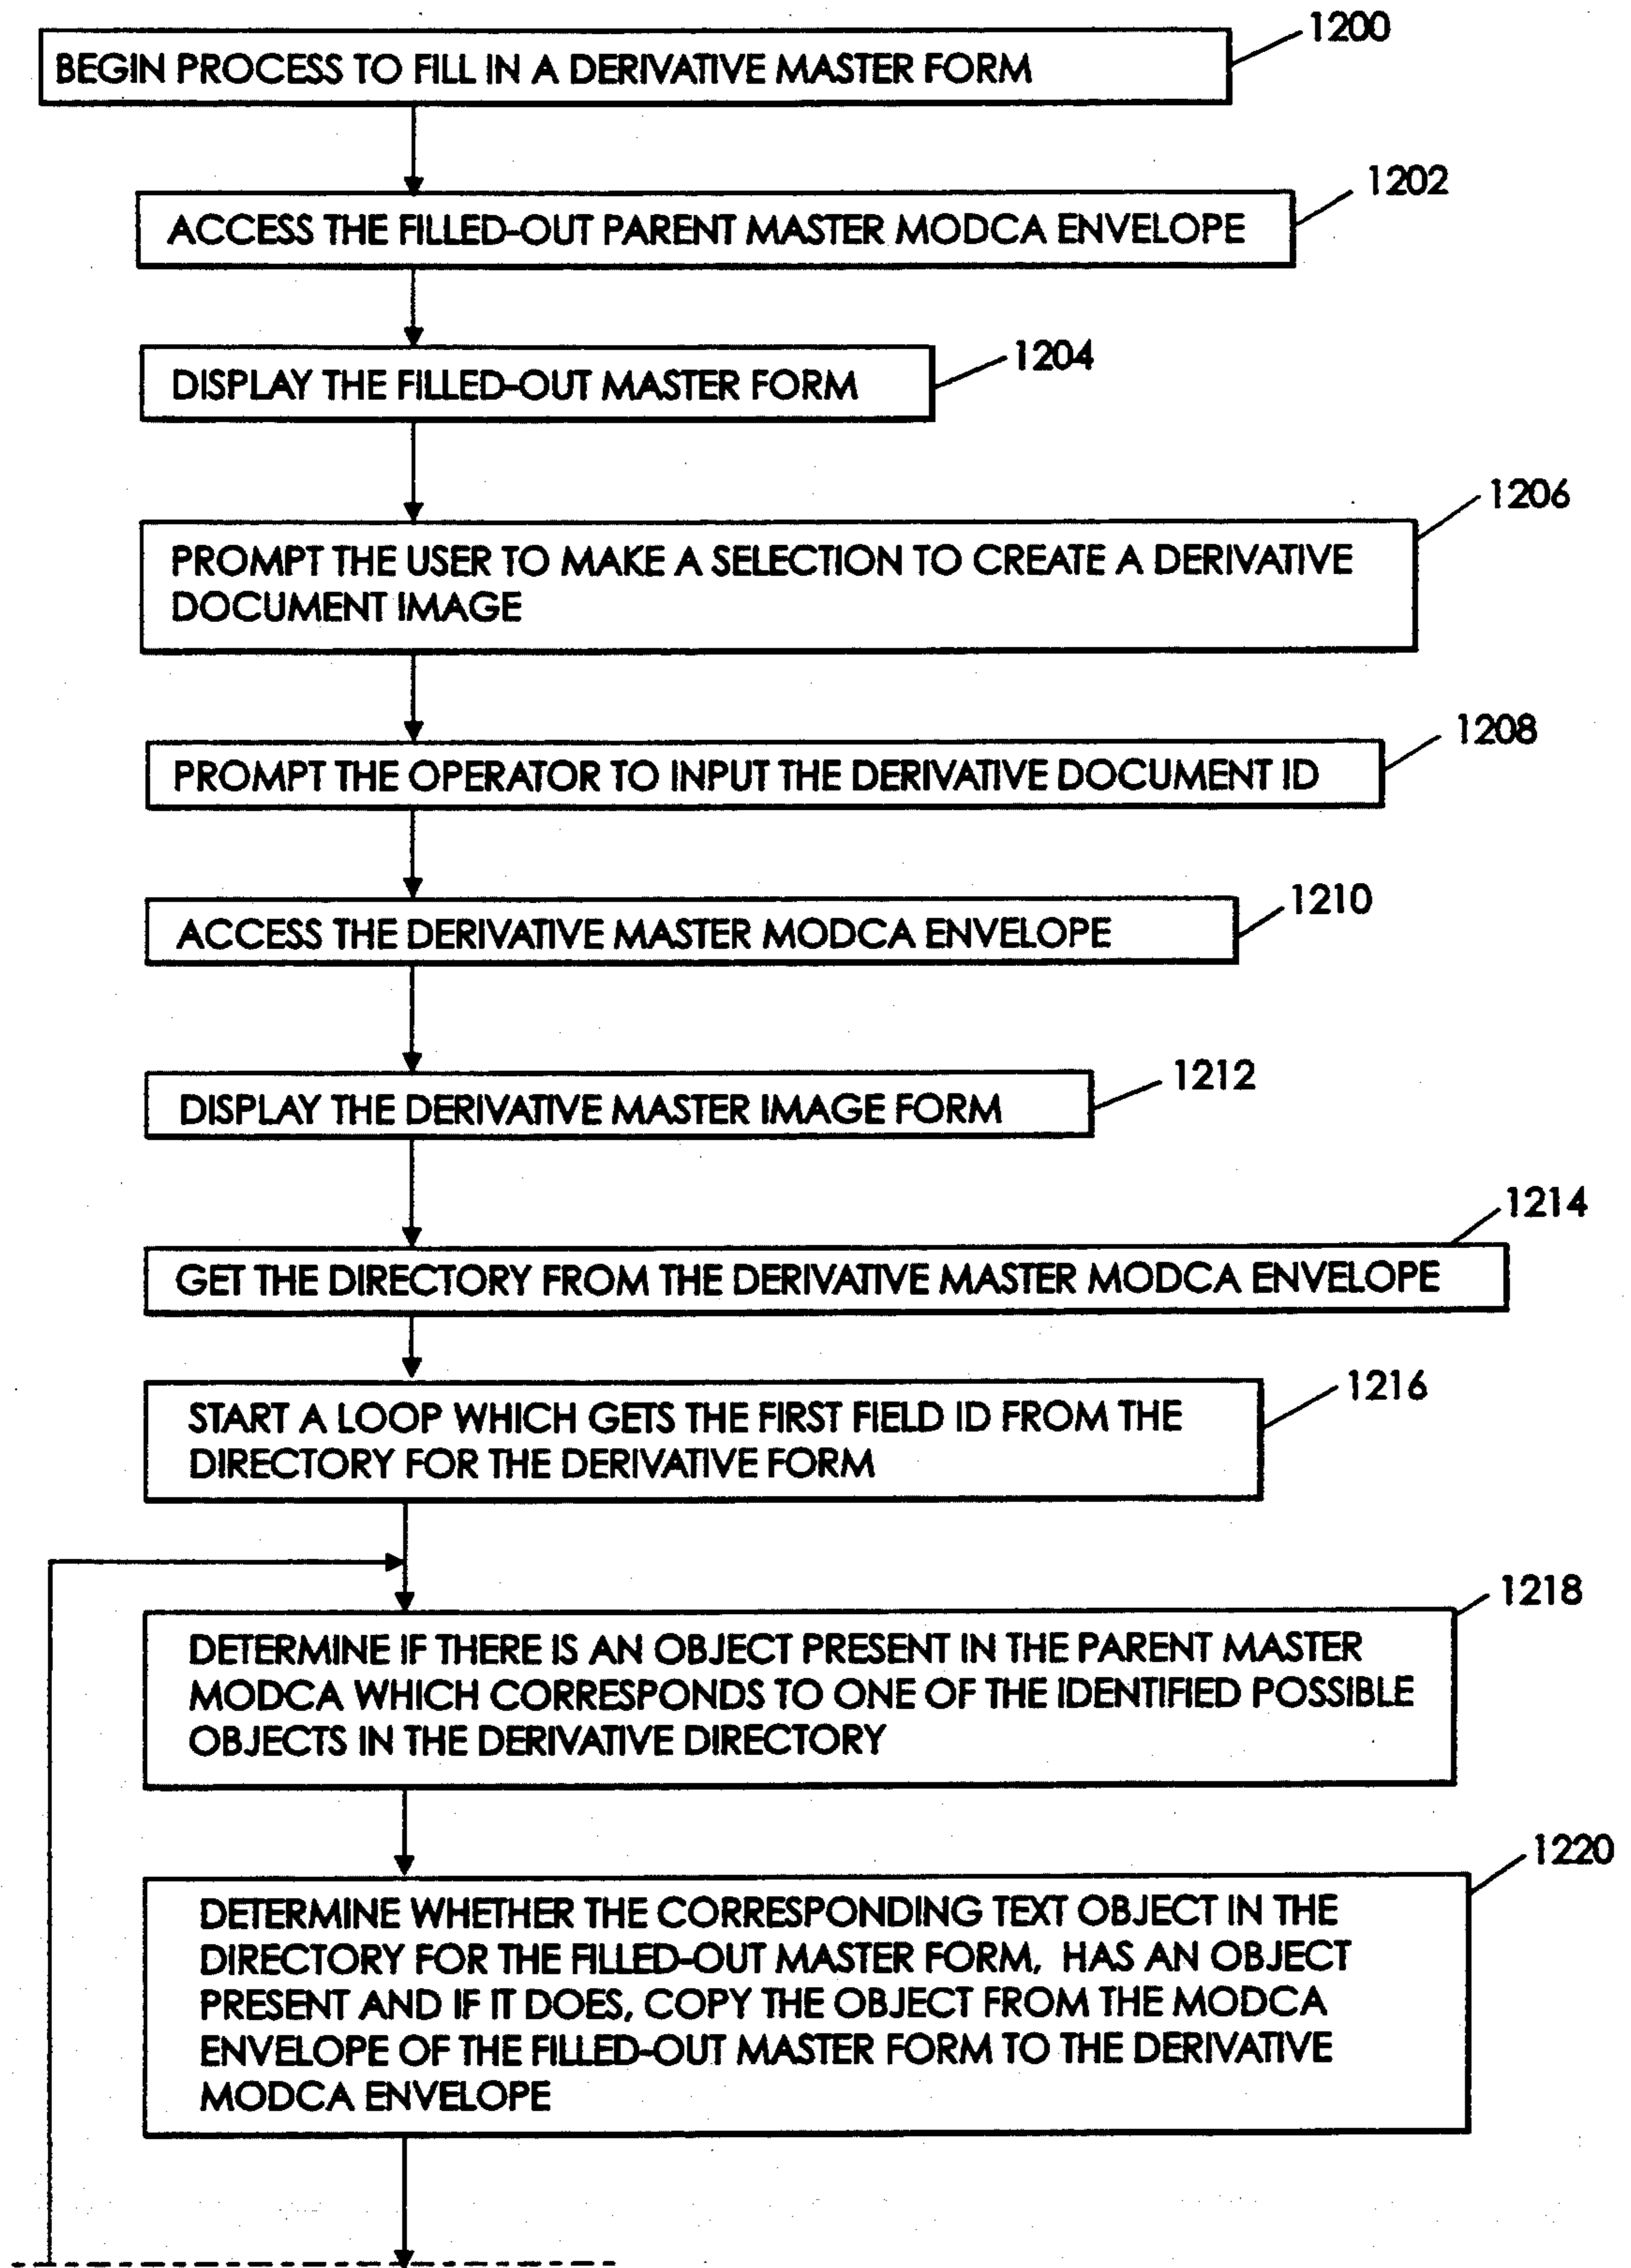 1200
BEGIN PROCESS TO FILL IN A DERIVATIVE MASTER FORM
1202
ACCESS THE FILLED-OUT PARENT MASTER MODCA ENVELOPE
1204
DISPLAY THE FILLED-OUT MASTER FORM
1206
PROMPT THE USER TO MAKE A SELECTION TO CREATE A DERIVATIVE
DOCUMENT IMAGE
1208
PROMPT THE OPERATOR TO INPUT THE DERIVATIVE DOCUMENT ID
1210
ACCESS THE DERIVATIVE MASTER MODCA ENVELOPE
1212
DISPLAY THE DERIVATIVE MASTER IMAGE FORM
1214
GET THE DIRECTORY FROM THE DERIVATIVE MASTER MODCA ENVELOPE
1216
START A LOOP WHICH GETS THE FIRST FIELD ID FROM THE
DIRECTORY FOR THE DERIVATIVE FORM
1218
DETERMINE IF THERE IS AN OBJECT PRESENT IN THE PARENT MASTER
MODCA WHICH CORRESPONDS TO ONE OF THE IDENTIFIED POSSIBLE
OBJECTS IN THE DERIVATIVE DIRECTORY
1220
DETERMINE WHETHER THE CORRESPONDING TEXT OBJECT IN THE
DIRECTORY FOR THE FILLED-OUT MASTER FORM, HAS AN OBJECT
PRESENT AND IF IT DOES, COPY THE OBJECT FROM THE MODCA
ENVELOPE OF THE FILLED-OUT MASTER FORM TO THE DERIVATIVE
MODCA ENVELOPE